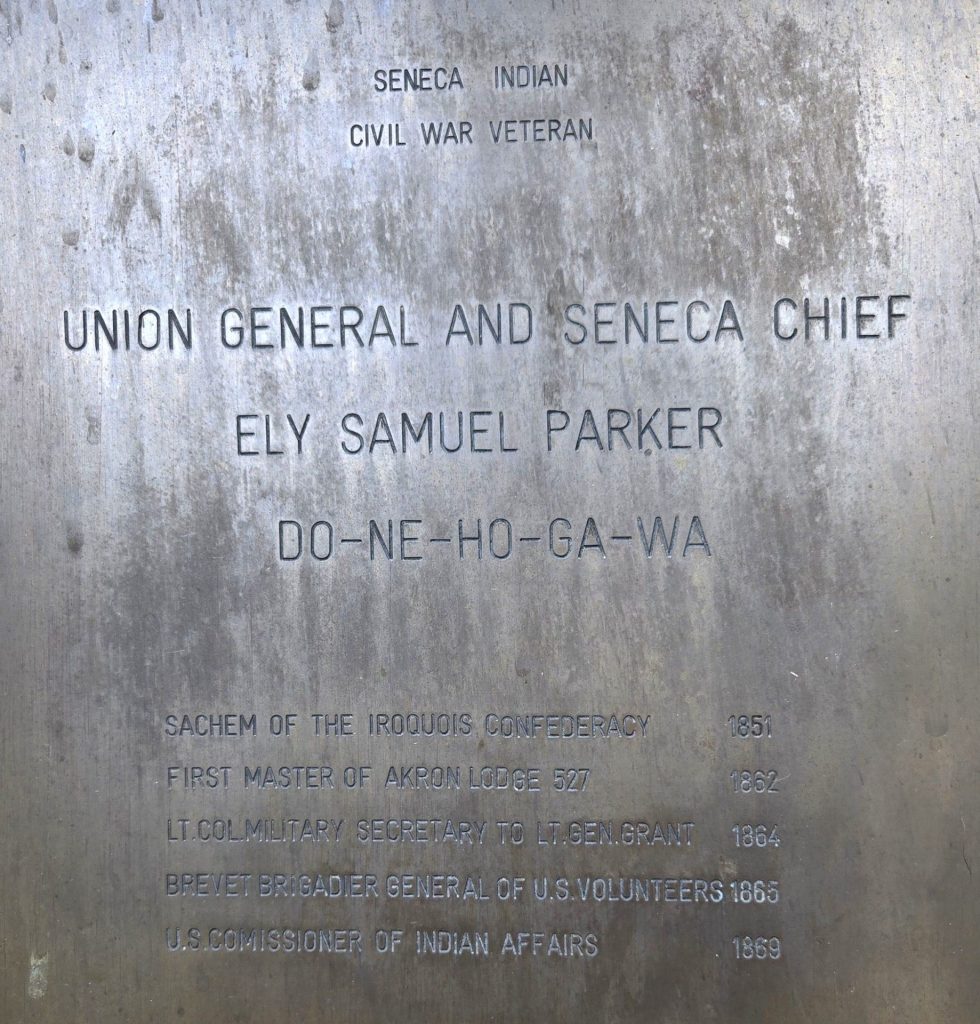 SENECA INDIAN
CIVIL WAR VETERAN
UNION GENERAL AND SENECA CHIEF
ELY SAMUEL PARKER
DO-NE-HO-GA-WA
SACHEM OF THE IROQUOIS CONFEDERACY 1851
FIRST MASTER OF AKRON LODGE 527 1862
LT.COL.MILITARY SECRETARY TO LT.GEN.GRANT 1864
BREVET BRIGADIER GENERAL OF U.S.VOLUNTEERS 1865
U.S.COMISSIONER OF INDIAN AFFAIRS 1869